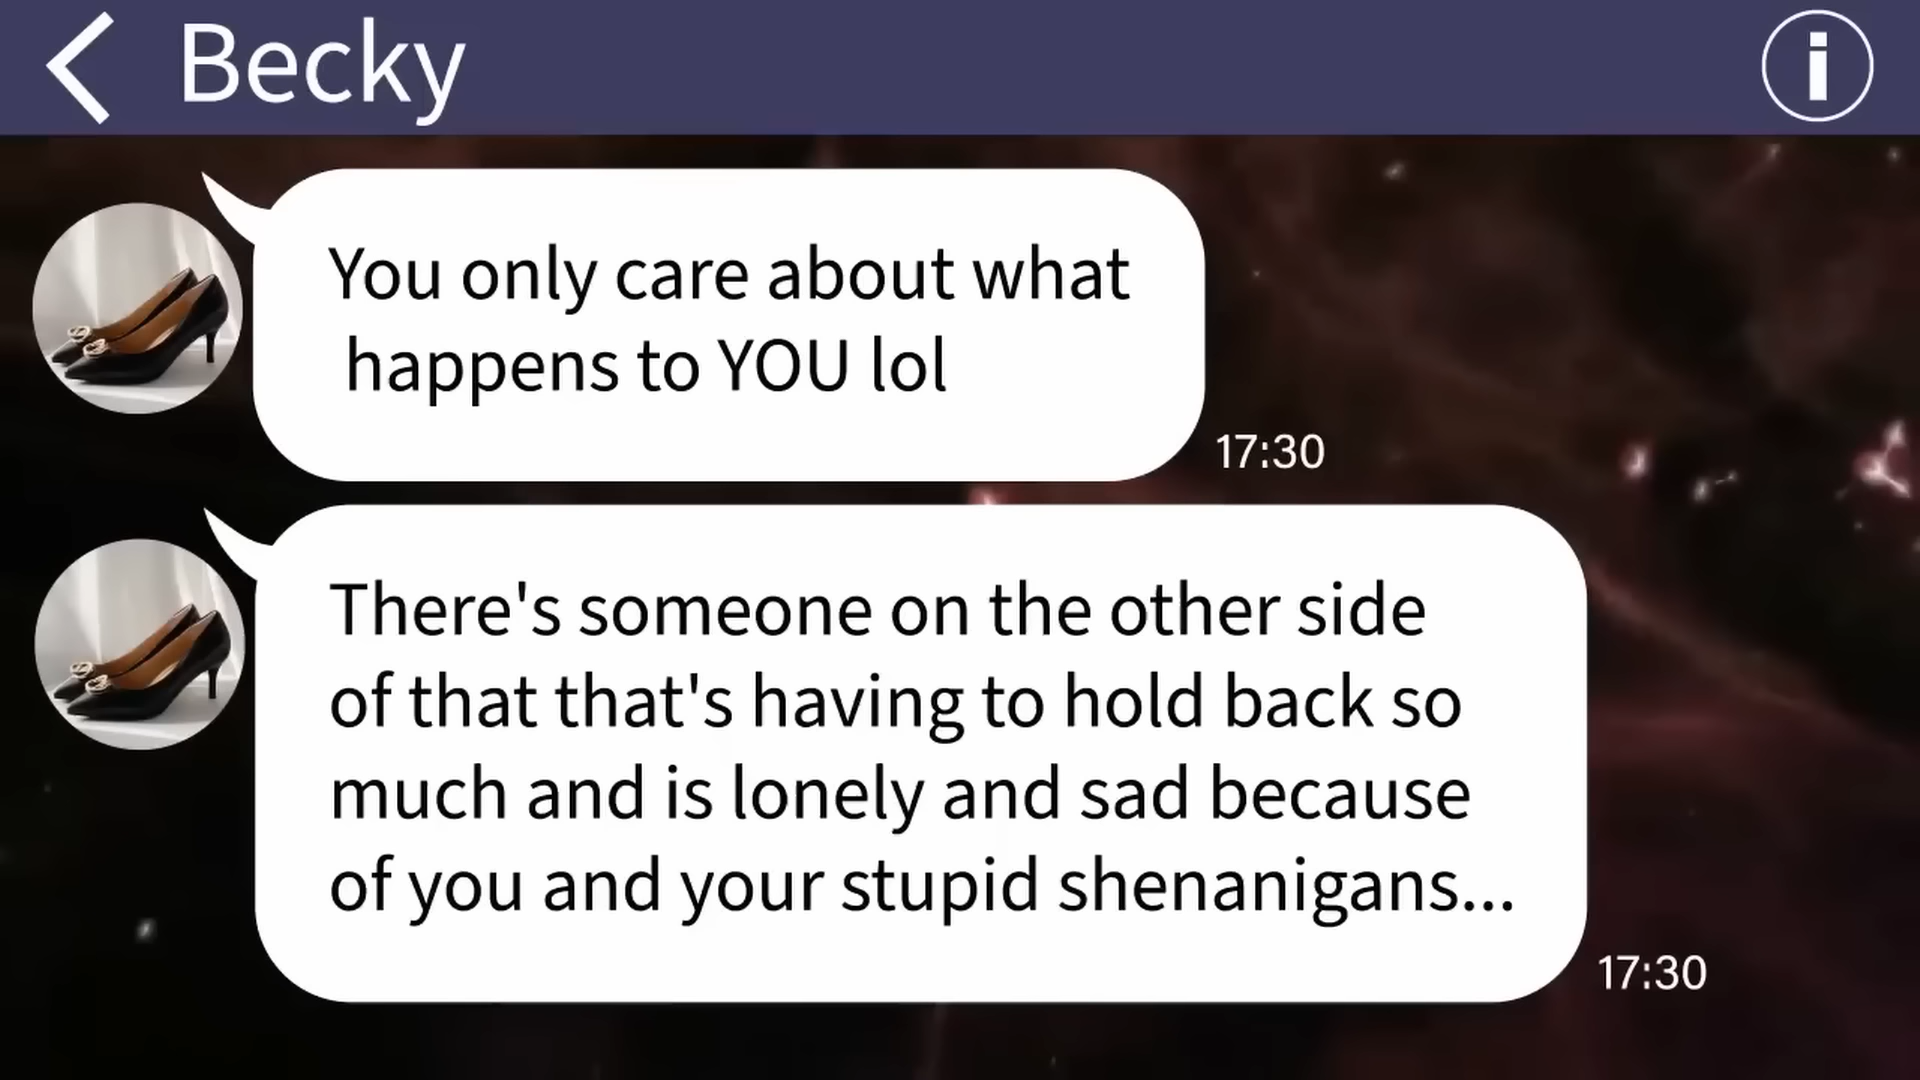 Becky
You only care about what
happens to YOU lol
17:30
There's someone on the other side
of that that's having to hold back so
much and is lonely and sad because
of you and your stupid shenanigans...
17:30